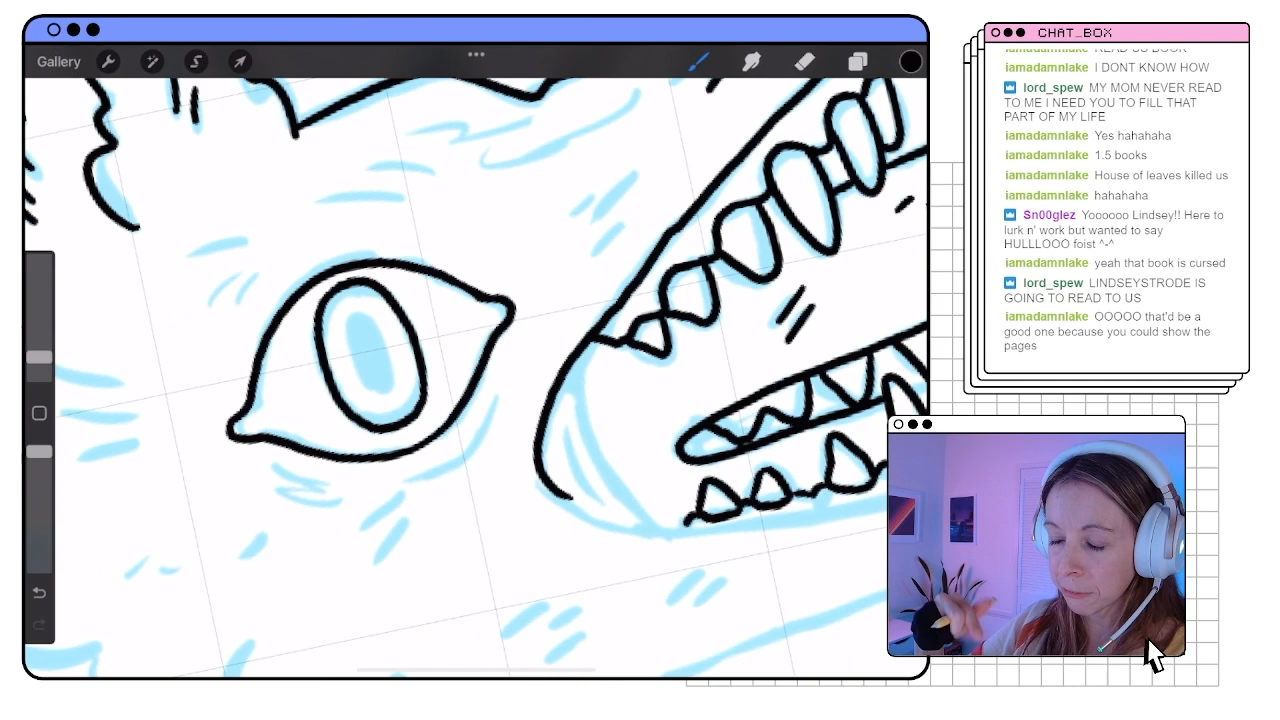 CHAT_BOX
Gallery
iamadamnlake READ US BOOK
iamadamnlake I DONT KNOW HOW
lord_spew MY MOM NEVER READ
TO ME I NEED YOU TO FILL THAT
PART OF MY LIFE
iamadamnlake Yes hahahaha
iamadamnlake 1.5 books
iamadamnlake House of leaves killed us
iamadamnlake hahahaha
Sn00glez Yoooooo Lindsey!! Here to
lurk n' work but wanted to say
HULLLOOO foist ^-^
iamadamnlake yeah that book is cursed
lord_spew LINDSEYSTRODE IS
GOING TO READ TO US
iamadamnlake OOOOO that'd be a
good one because you could show the
pages